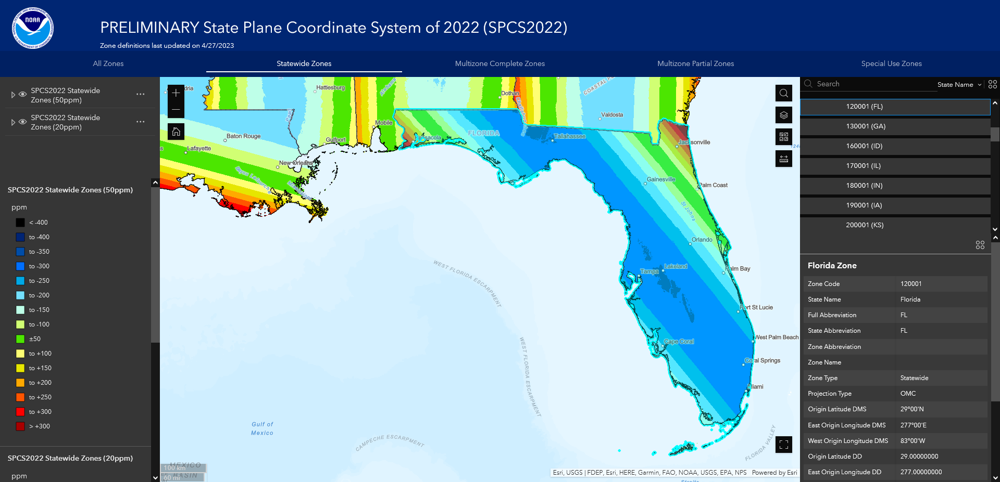 NOAA
PRELIMINARY State Plane Coordinate System of 2022 (SPCS2022)
Zone definitions last updated on 4/27/2023
All Zones
Statewide Zones
Multizone Complete Zones
Multizone Partial Zones
Special Use Zones
SPCS2022 Statewide
Zones (50ppm)
SPCS2022 Statewide
Zones (20ppm)
SPCS2022 Statewide Zones (50ppm)
ppm
< -400
to -400
to -350
to -300
to -250
to -200
to -150
to -100
±50
to +100
to +150
to +200
to +250
to +300
> +300
SPCS2022 Statewide Zones (20ppm)
ppm
Hattiesburg
Alabama
Dothan
COASTAL
Valdosta
Pearl
Mobile
Baton Rouge
Gulfport
Pensacola
FLORIDA
Tallahassee
Jacksonville
Lafayette
New Orleans
Bayou Lafourche
Gainesville
Palm Coast
St Johns
Orlando
Lakeland
Tampa
Palm Bay
WEST FLORIDA ESCARPMENT
Port St Lucie
WEST FLORIDA ESCARPMENT
Cape Coral
West Palm Beach
Coral Springs
Miami
Gulf of
Mexico
CAMPECHE ESCARPMENT
FLORIDA VALLEY
MEXICO
BASIN
100 km
60 mi
Esri, USGS | FDEP, Esri, HERE, Garmin, FAO, NOAA, USGS, EPA, NPS
Powered by Esri
Search
State Name
120001 (FL)
130001 (GA)
160001 (ID)
170001 (IL)
180001 (IN)
190001 (IA)
200001 (KS)
Florida Zone
Zone Code 120001
State Name Florida
Full Abbreviation FL
State Abbreviation FL
Zone Abbreviation
Zone Name
Zone Type Statewide
Projection Type OMC
Origin Latitude DMS 29°00'N
East Origin Longitude DMS 277°00'E
West Origin Longitude DMS 83°00'W
Origin Latitude DD 29.00000000
East Origin Longitude DD 277.00000000